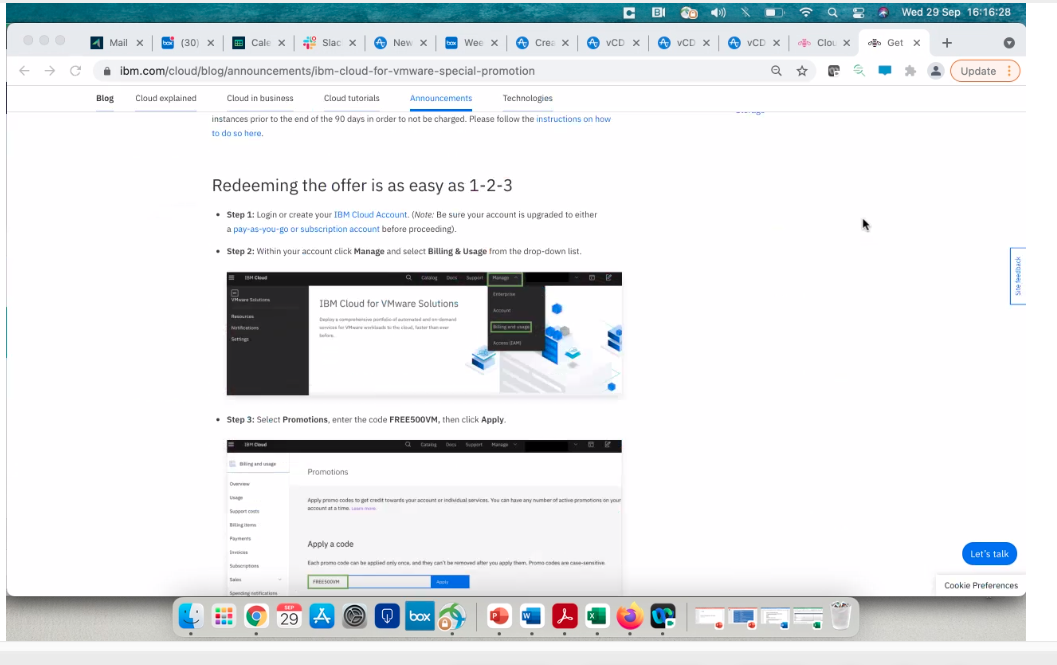 Wed 29 Sep 16:16:28
Mail
(30)
Cale
Slac
New
Wee
Crea
vCD
vCD
vCD
Clou
Get
ibm.com/cloud/blog/announcements/ibm-cloud-for-vmware-special-promotion
Update
Blog
Cloud explained
Cloud in business
Cloud tutorials
Announcements
Technologies
instances prior to the end of the 90 days in order to not be charged. Please follow the instructions on how
to do so here.
Redeeming the offer is as easy as 1-2-3
Step 1: Login or create your IBM Cloud Account. (Note: Be sure your account is upgraded to either
a pay-as-you-go or subscription account before proceeding).
Step 2: Within your account click Manage and select Billing & Usage from the drop-down list.
IBM Cloud
Catalog
Docs
Support
Manage
VMware Solutions
Resources
Notifications
Settings
IBM Cloud for VMware Solutions
Deploy a comprehensive portfolio of automated and on-demand
services for VMware workloads to the cloud, faster than ever
before.
Enterprise
Account
Billing and usage
Access (IAM)
Site feedback
Step 3: Select Promotions, enter the code FREE500VM, then click Apply.
IBM Cloud
Catalog
Docs
Support
Manage
Billing and usage
Overview
Usage
Support costs
Billing items
Payments
Invoices
Subscriptions
Sales
Spending notifications
Promotions
Apply promo codes to get credit towards your account or individual services. You can have any number of active promotions on your
account at a time. Learn more
Apply a code
Each promo code can be applied only once, and they can't be removed after you apply them. Promo codes are case-sensitive.
FREE500VM
Apply
Let's talk
Cookie Preferences
SEP
29
box